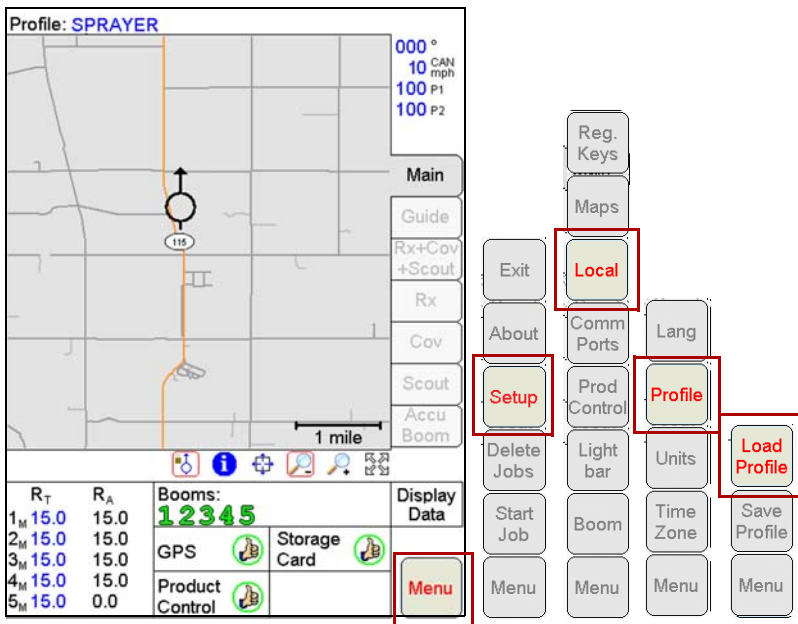 Profile: SPRAYER
000 °
10 CAN mph
100 P1
100 P2
Main
Guide
Rx+Cov
+Scout
Rx
Cov
Scout
Accu
Boom
115
1 mile
RT RA
1M 15.0 15.0
2M 15.0 15.0
3M 15.0 15.0
4M 15.0 15.0
5M 15.0 0.0
Booms:
12345
GPS
Storage
Card
Product
Control
Display
Data
Menu
Exit
About
Setup
Delete
Jobs
Start
Job
Menu
Reg.
Keys
Maps
Local
Comm
Ports
Prod
Control
Light
bar
Boom
Menu
Lang
Profile
Units
Time
Zone
Menu
Load
Profile
Save
Profile
Menu